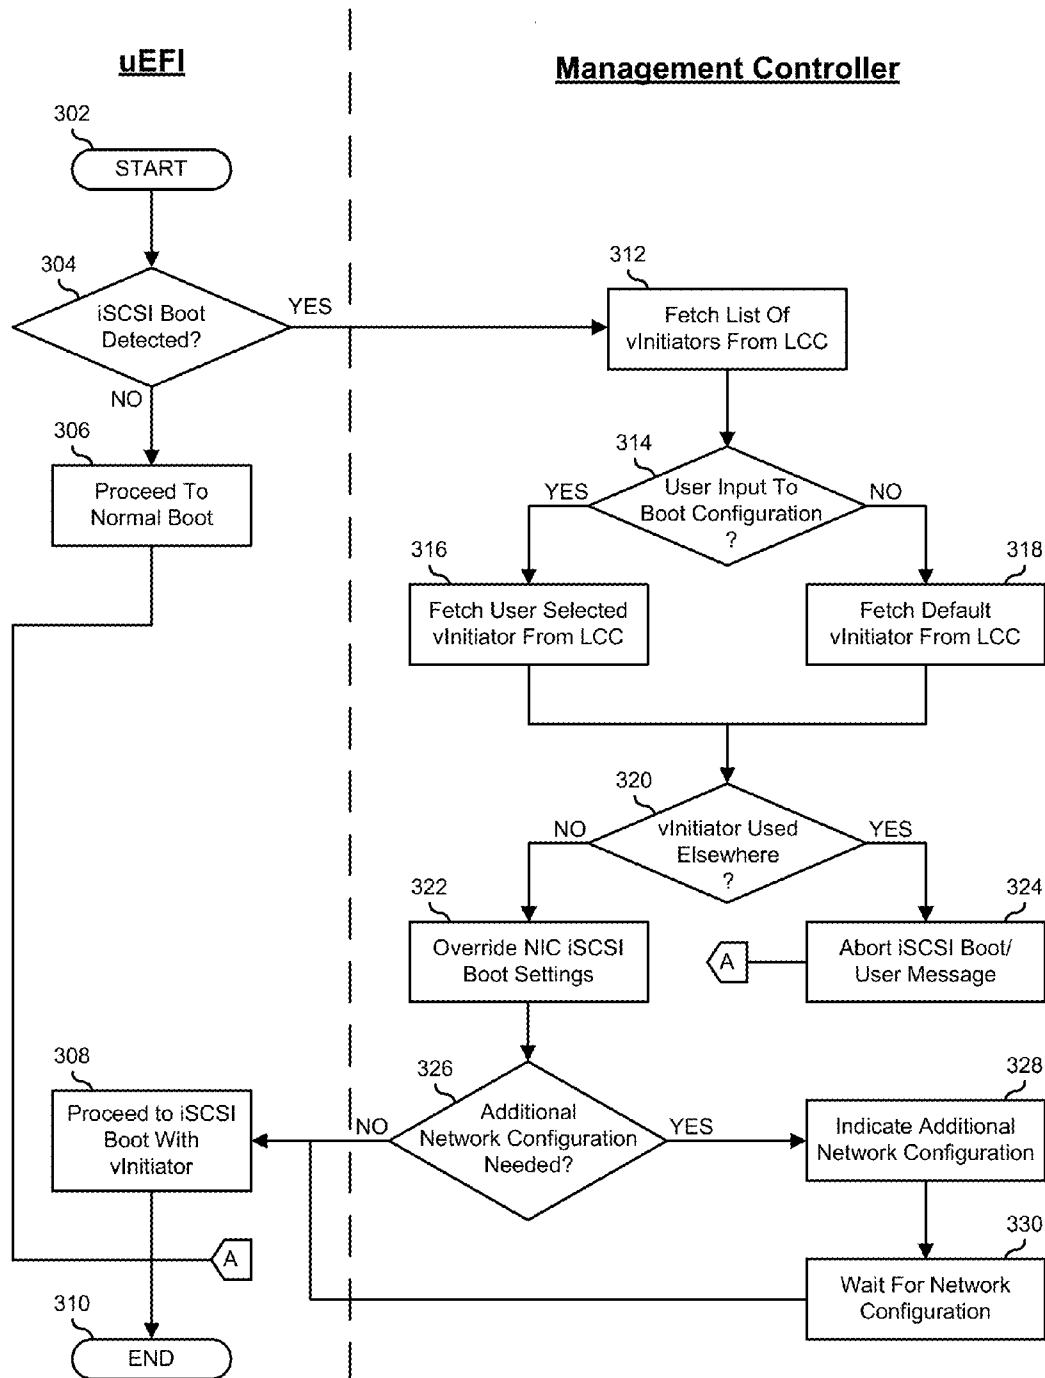 uEFI
Management Controller
302
START
304
iSCSI Boot
Detected?
YES
NO
306
Proceed To
Normal Boot
312
Fetch List Of
vInitiators From LCC
314
User Input To
Boot Configuration
?
YES
NO
316
Fetch User Selected
vInitiator From LCC
318
Fetch Default
vInitiator From LCC
320
vInitiator Used
Elsewhere
?
NO
YES
322
Override NIC iSCSI
Boot Settings
324
Abort iSCSI Boot/
User Message
A
326
Additional
Network Configuration
Needed?
NO
YES
308
Proceed to iSCSI
Boot With
vInitiator
328
Indicate Additional
Network Configuration
330
Wait For Network
Configuration
A
310
END